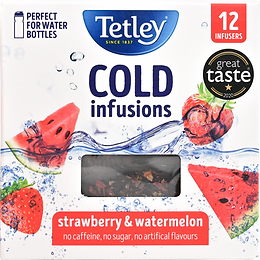 PERFECT
FOR WATER
BOTTLES
Tetley
SINCE 1837
12
INFUSERS
great
taste
2020
COLD
infusions
strawberry & watermelon
no caffeine, no sugar, no artifical flavours